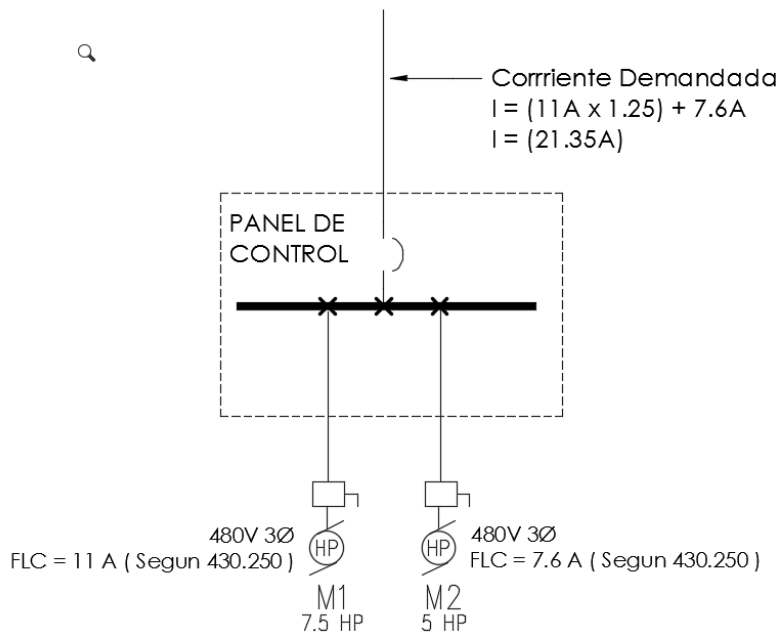 Corrriente Demandada
I = (11A x 1.25) + 7.6A
I = (21.35A)
PANEL DE
CONTROL
480V 3Ø
FLC = 11 A ( Segun 430.250 )
HP
M1
7.5 HP
HP
480V 3Ø
FLC = 7.6 A ( Segun 430.250 )
M2
5 HP